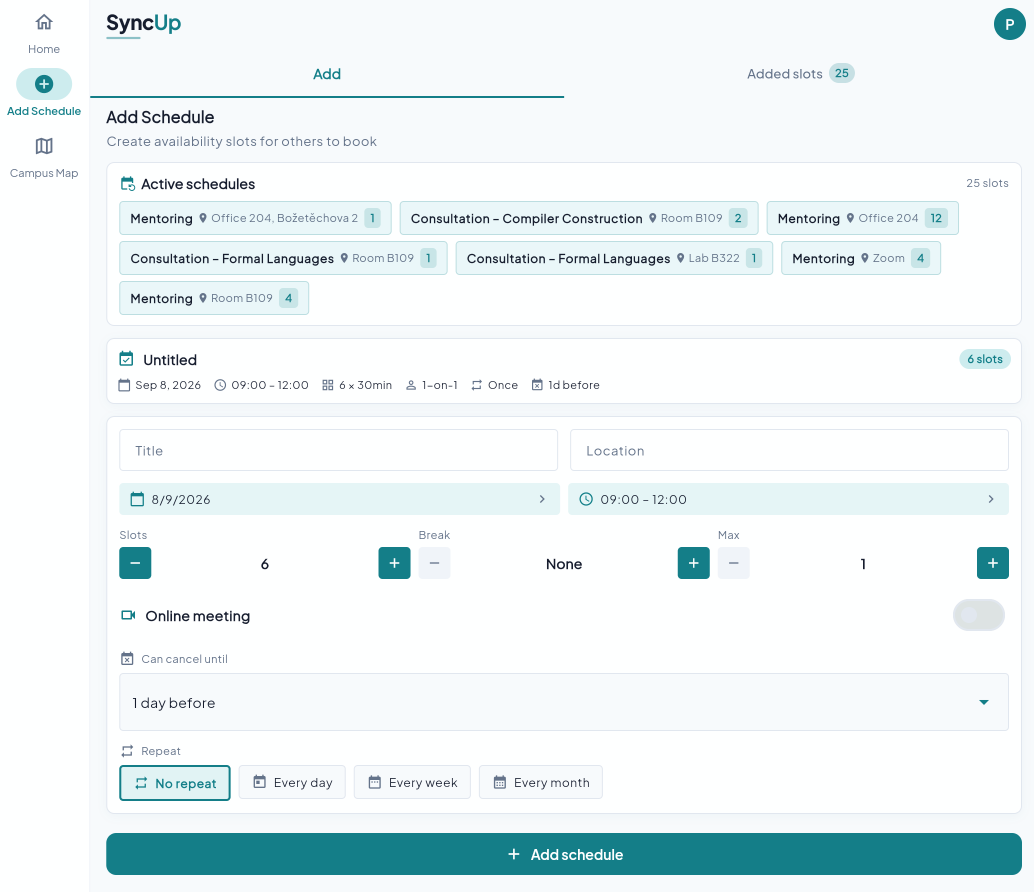 SyncUp
P
Home
Add Schedule
Campus Map
Add
Added slots 25
Add Schedule
Create availability slots for others to book
Active schedules
25 slots
Mentoring Office 204, Božetěchova 2 1
Consultation – Compiler Construction Room B109 2
Mentoring Office 204 12
Consultation – Formal Languages Room B109 1
Consultation – Formal Languages Lab B322 1
Mentoring Zoom 4
Mentoring Room B109 4
Untitled
6 slots
Sep 8, 2026 09:00 – 12:00 6 × 30min 1-on-1 Once 1d before
Title
Location
8/9/2026
09:00 – 12:00
Slots
Break
Max
− 6 +
− None +
− 1 +
Online meeting
Can cancel until
1 day before
Repeat
No repeat
Every day
Every week
Every month
+ Add schedule